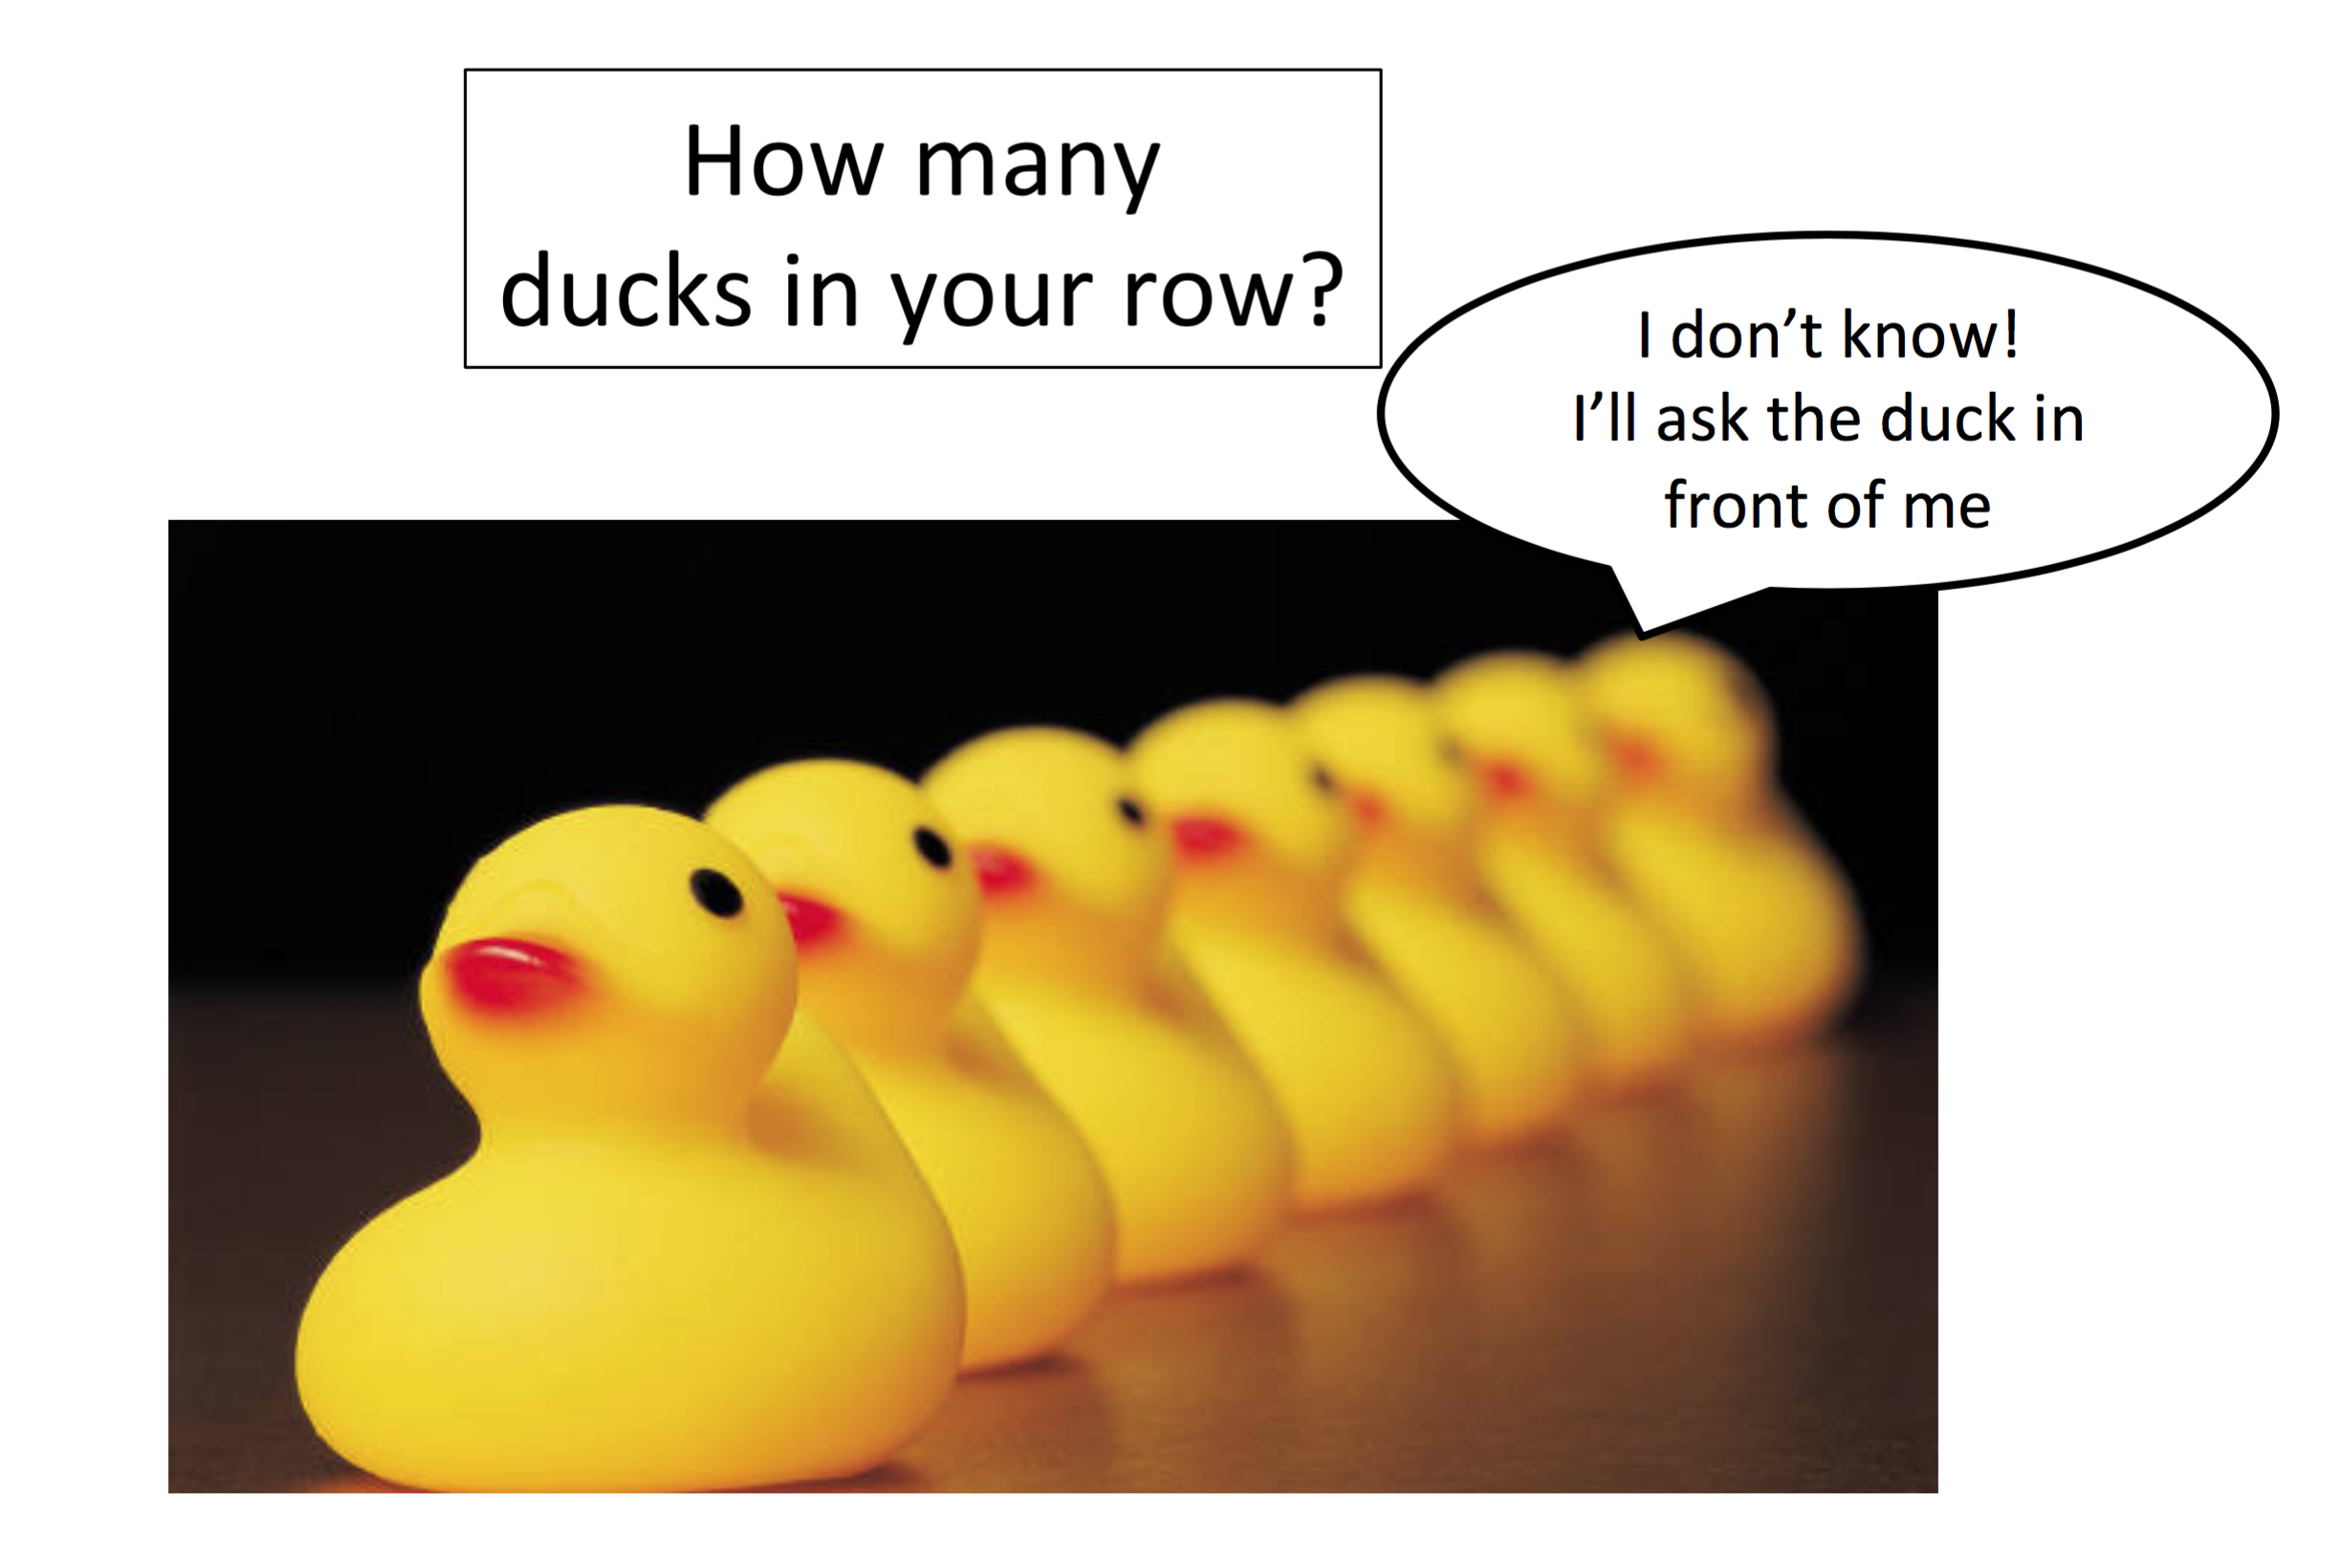 How many
ducks in your row?
I don’t know!
I’ll ask the duck in
front of me